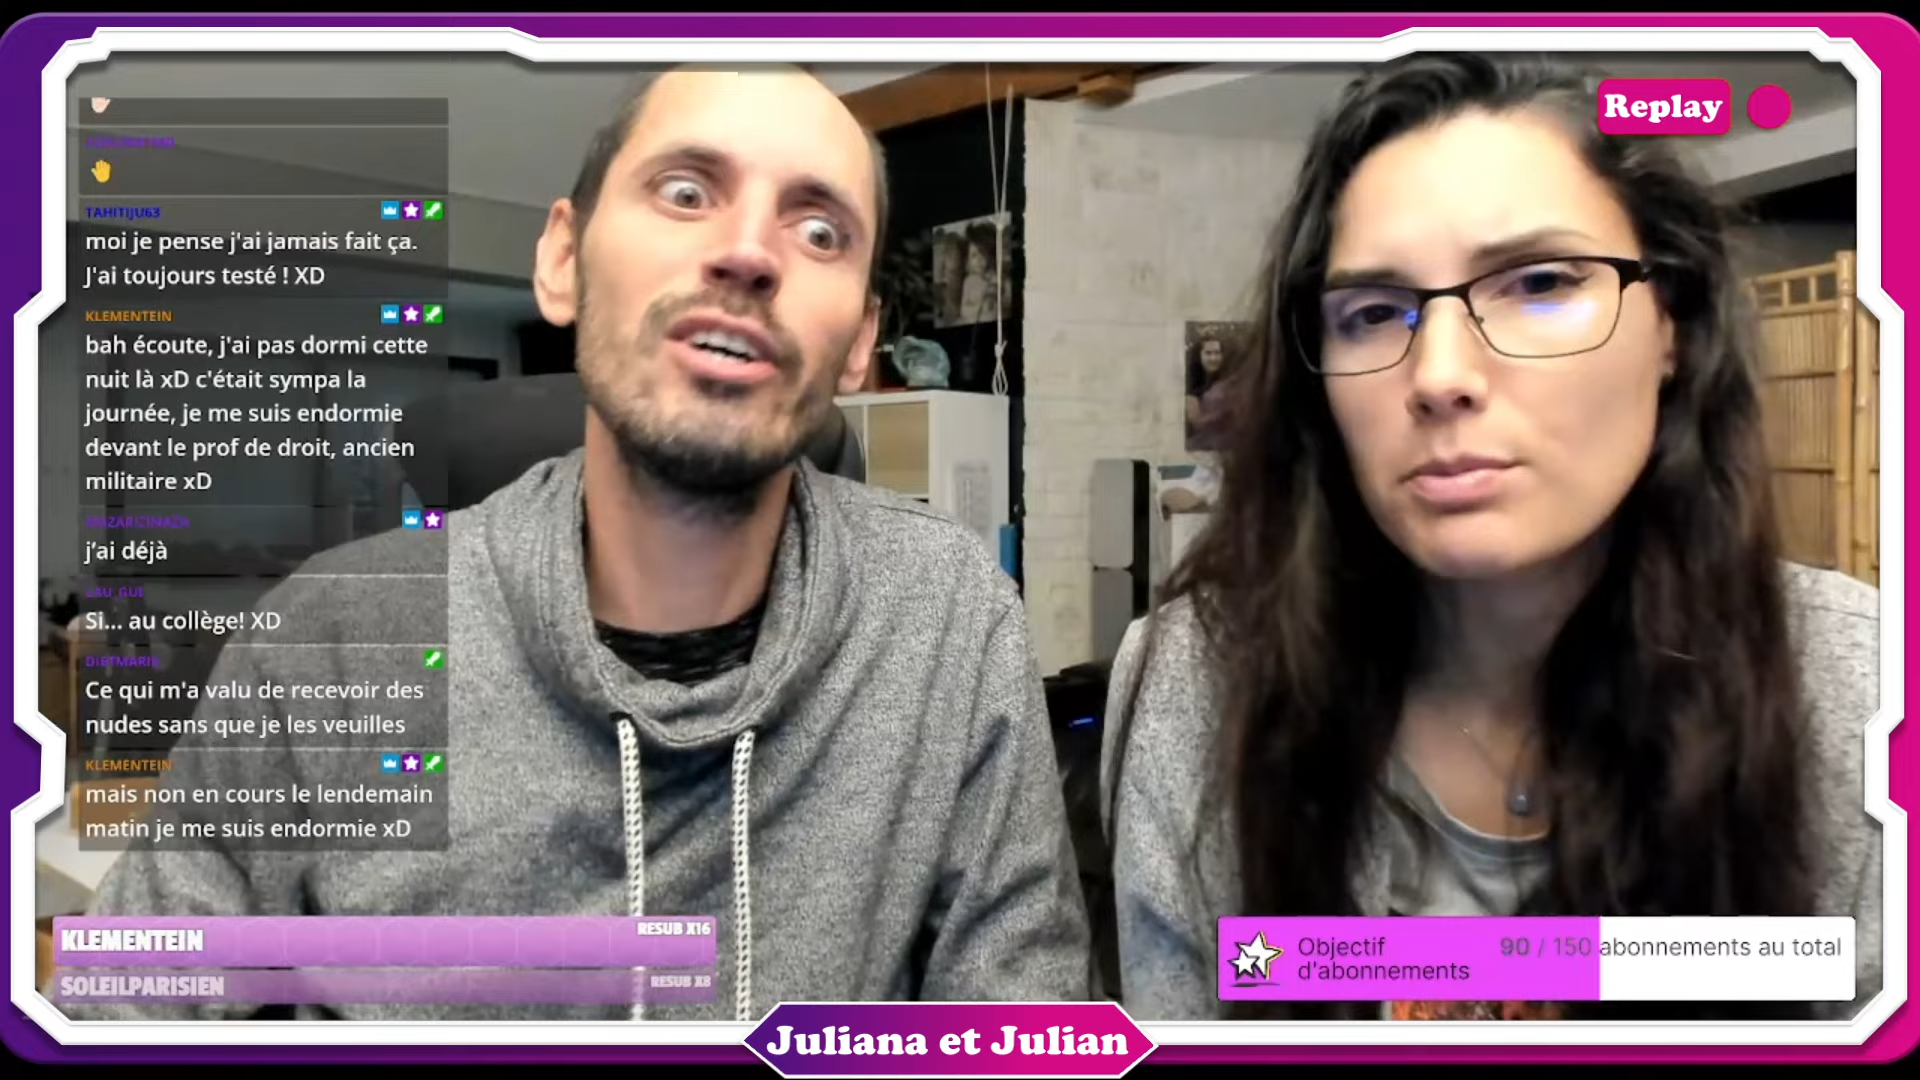 Replay
TAHITIJU63
moi je pense j'ai jamais fait ça.
J'ai toujours testé ! XD
KLEMENTEIN
bah écoute, j'ai pas dormi cette
nuit là xD c'était sympa la
journée, je me suis endormie
devant le prof de droit, ancien
militaire xD
j'ai déjà
LAU_GUE
Si... au collège! XD
DIETMARIE
Ce qui m'a valu de recevoir des
nudes sans que je les veuilles
KLEMENTEIN
mais non en cours le lendemain
matin je me suis endormie xD
KLEMENTEIN
RESUB X16
SOLEILPARISIEN
RESUB X8
Objectif
d'abonnements
90 / 150 abonnements au total
Juliana et Julian